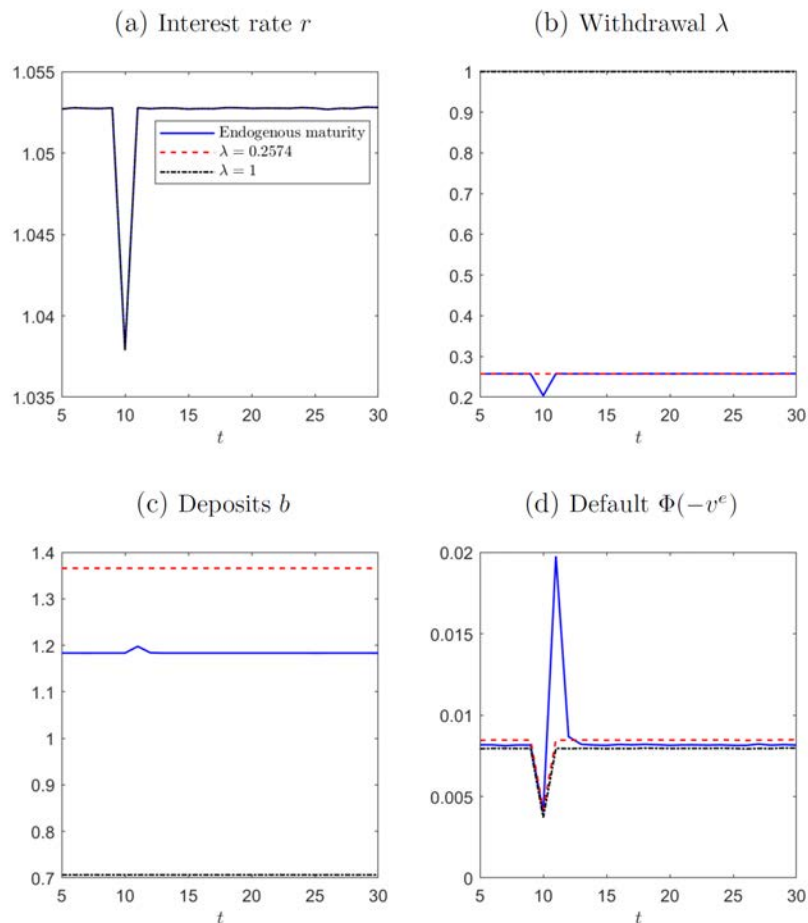 (a) Interest rate r
1.055
1.05
1.045
1.04
1.035
5 10 15 20 25 30
t
Endogenous maturity
λ = 0.2574
λ = 1
(b) Withdrawal λ
1
0.9
0.8
0.7
0.6
0.5
0.4
0.3
0.2
5 10 15 20 25 30
t
(c) Deposits b
1.4
1.3
1.2
1.1
1
0.9
0.8
0.7
5 10 15 20 25 30
t
(d) Default Φ(−vᵉ)
0.02
0.015
0.01
0.005
0
5 10 15 20 25 30
t